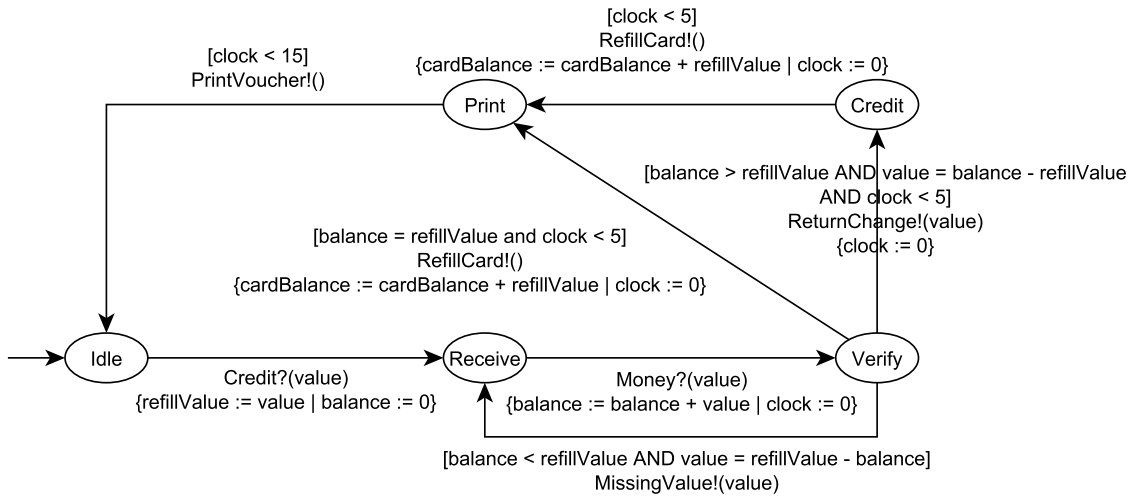 [clock < 5]
RefillCard!()
{cardBalance := cardBalance + refillValue | clock := 0}
[clock < 15]
PrintVoucher!()
Print
Credit
[balance > refillValue AND value = balance - refillValue
AND clock < 5]
ReturnChange!(value)
{clock := 0}
[balance = refillValue and clock < 5]
RefillCard!()
{cardBalance := cardBalance + refillValue | clock := 0}
Idle
Receive
Verify
Credit?(value)
{refillValue := value | balance := 0}
Money?(value)
{balance := balance + value | clock := 0}
[balance < refillValue AND value = refillValue - balance]
MissingValue!(value)